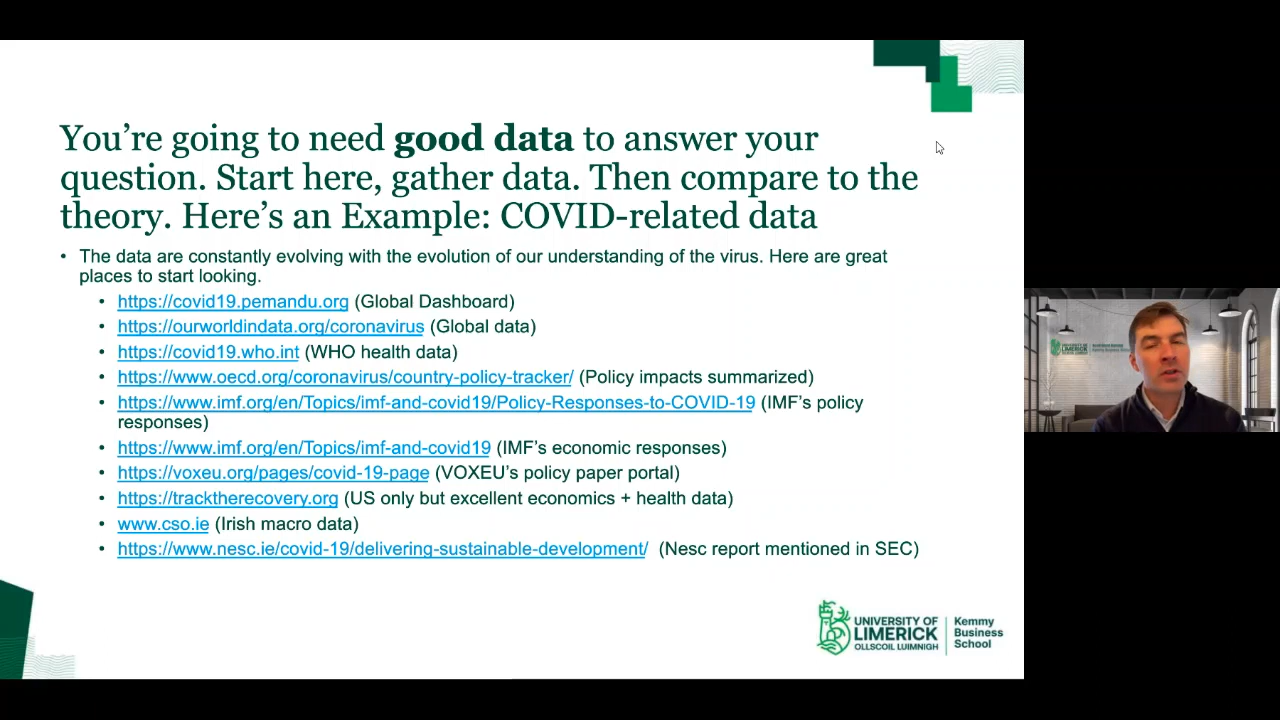 You're going to need good data to answer your
question. Start here, gather data. Then compare to the
theory. Here's an Example: COVID-related data
• The data are constantly evolving with the evolution of our understanding of the virus. Here are great
places to start looking.
• https://covid19.pemandu.org (Global Dashboard)
• https://ourworldindata.org/coronavirus (Global data)
• https://covid19.who.int (WHO health data)
• https://www.oecd.org/coronavirus/country-policy-tracker/ (Policy impacts summarized)
• https://www.imf.org/en/Topics/imf-and-covid19/Policy-Responses-to-COVID-19 (IMF's policy
responses)
• https://www.imf.org/en/Topics/imf-and-covid19 (IMF's economic responses)
• https://voxeu.org/pages/covid-19-page (VOXEU's policy paper portal)
• https://tracktherecovery.org (US only but excellent economics + health data)
• www.cso.ie (Irish macro data)
• https://www.nesc.ie/covid-19/delivering-sustainable-development/ (Nesc report mentioned in SEC)
UNIVERSITY OF
LIMERICK
OLLSCOIL LUIMNIGH
Kemmy
Business
School
UNIVERSITY OF
LIMERICK